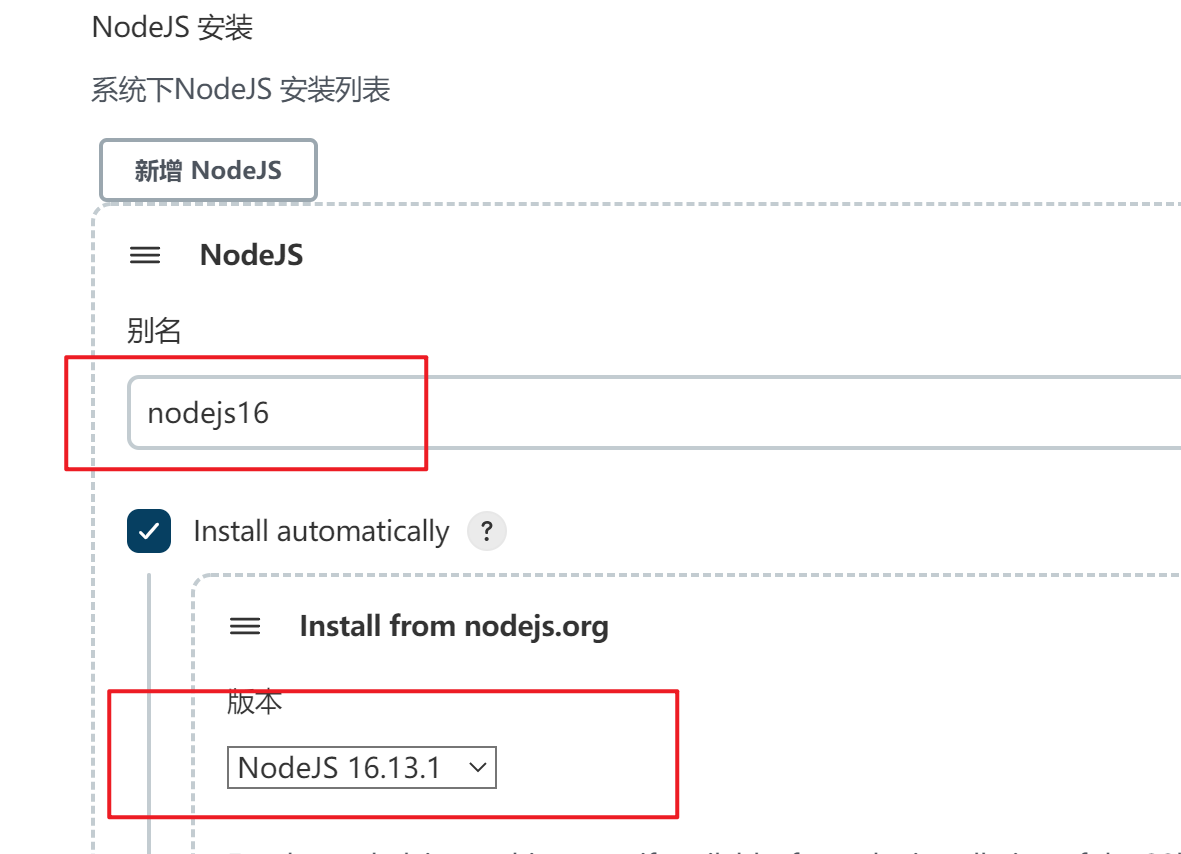 NodeJS 安装
系统下NodeJS 安装列表
新增 NodeJS
NodeJS
别名
nodejs16
Install automatically ?
Install from nodejs.org
版本
NodeJS 16.13.1